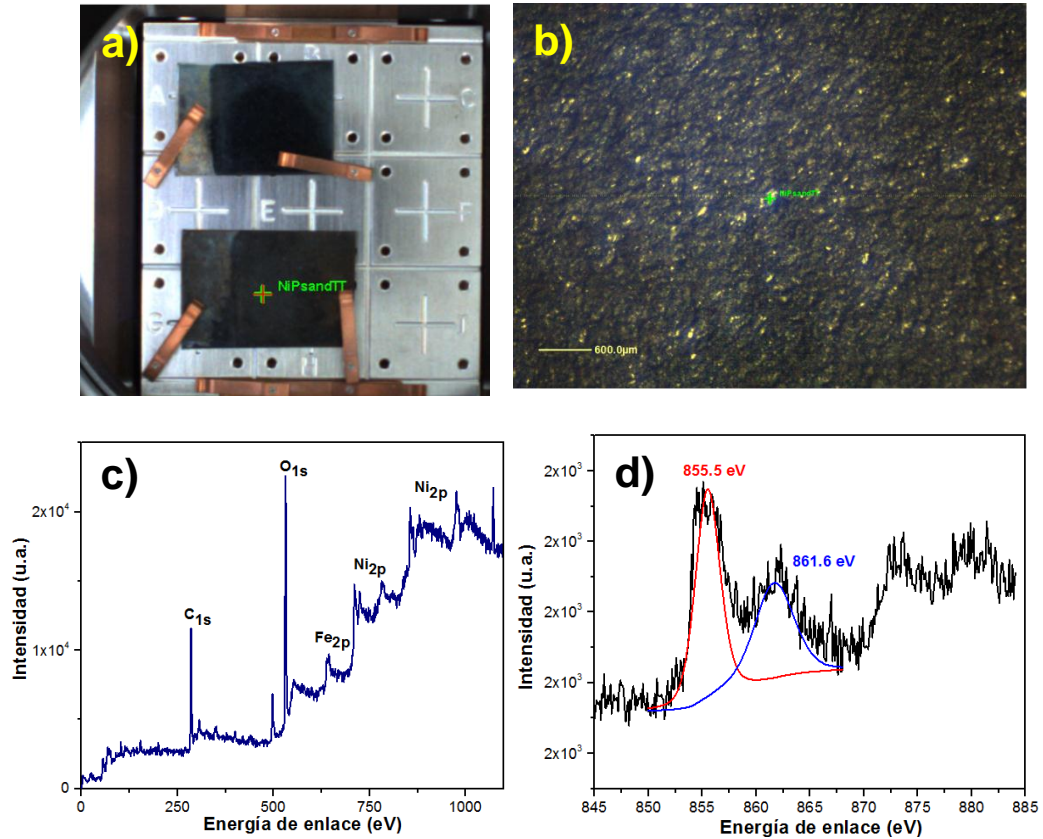 a)
A
C
D
E
F
G
I
NiPsandTT
b)
600.0µm
c)
Intensidad (u.a.)
2x10⁴
1x10⁴
0
C1s
O1s
Fe2p
Ni2p
Ni2p
0 250 500 750 1000
Energía de enlace (eV)
d)
855.5 eV
861.6 eV
Intensidad (u.a.)
2x10³
2x10³
2x10³
2x10³
2x10³
845 850 855 860 865 870 875 880 885
Energía de enlace (eV)